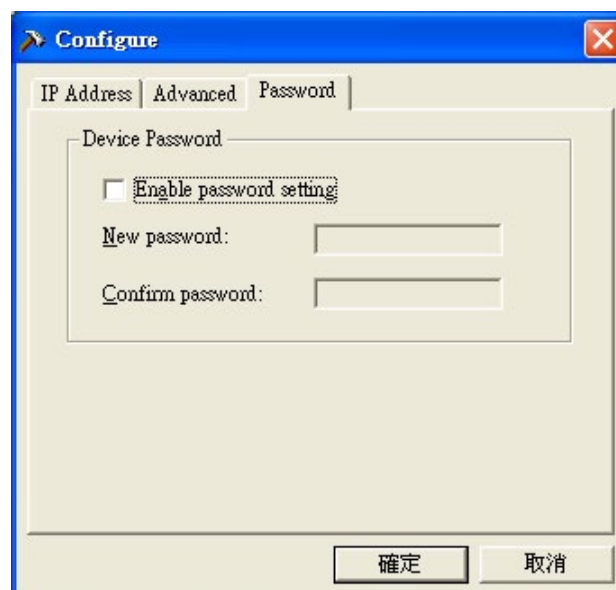 Configure
IP Address Advanced Password
Device Password
Enable password setting
New password:
Confirm password:
確定 取消